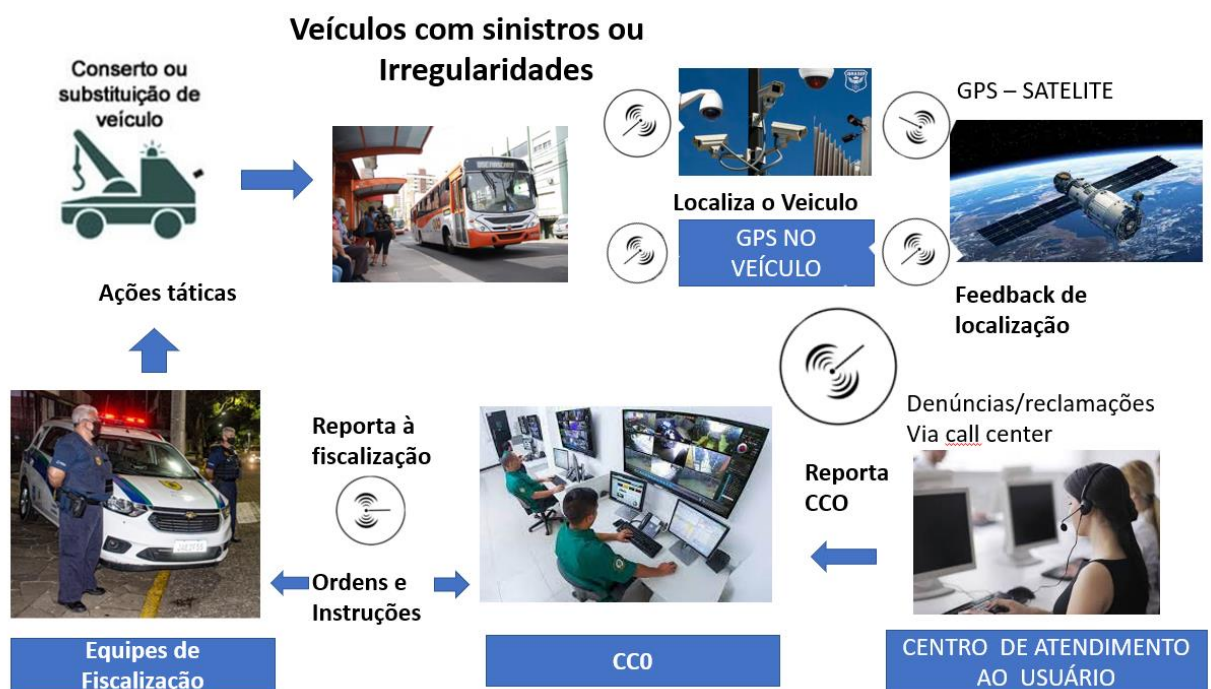 Veículos com sinistros ou
Irregularidades
Conserto ou
substituição de
veículo
GPS – SATELITE
Localiza o Veiculo
GPS NO
VEÍCULO
Ações táticas
Feedback de
localização
Reporta à
fiscalização
Denúncias/reclamações
Via call center
Reporta
CCO
Ordens e
Instruções
Equipes de
Fiscalização
CC0
CENTRO DE ATENDIMENTO
AO USUÁRIO